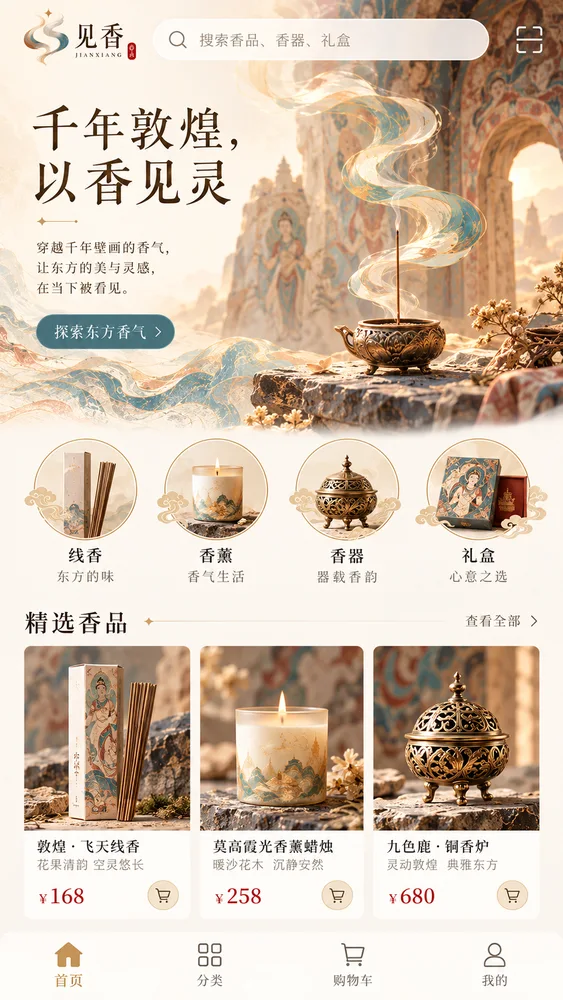 见香
JIANXIANG
搜索香品、香器、礼盒
千年敦煌，
以香见灵
穿越千年壁画的香气，
让东方的美与灵感，
在当下被看见。
探索东方香气
线香
东方的味
香薰
香气生活
香器
器载香韵
礼盒
心意之选
精选香品
查看全部
敦煌·飞天线香
花果清韵 空灵悠长
¥168
莫高霞光香薰蜡烛
暖沙花木 沉静安然
¥258
九色鹿·铜香炉
灵动敦煌 典雅东方
¥680
首页
分类
购物车
我的